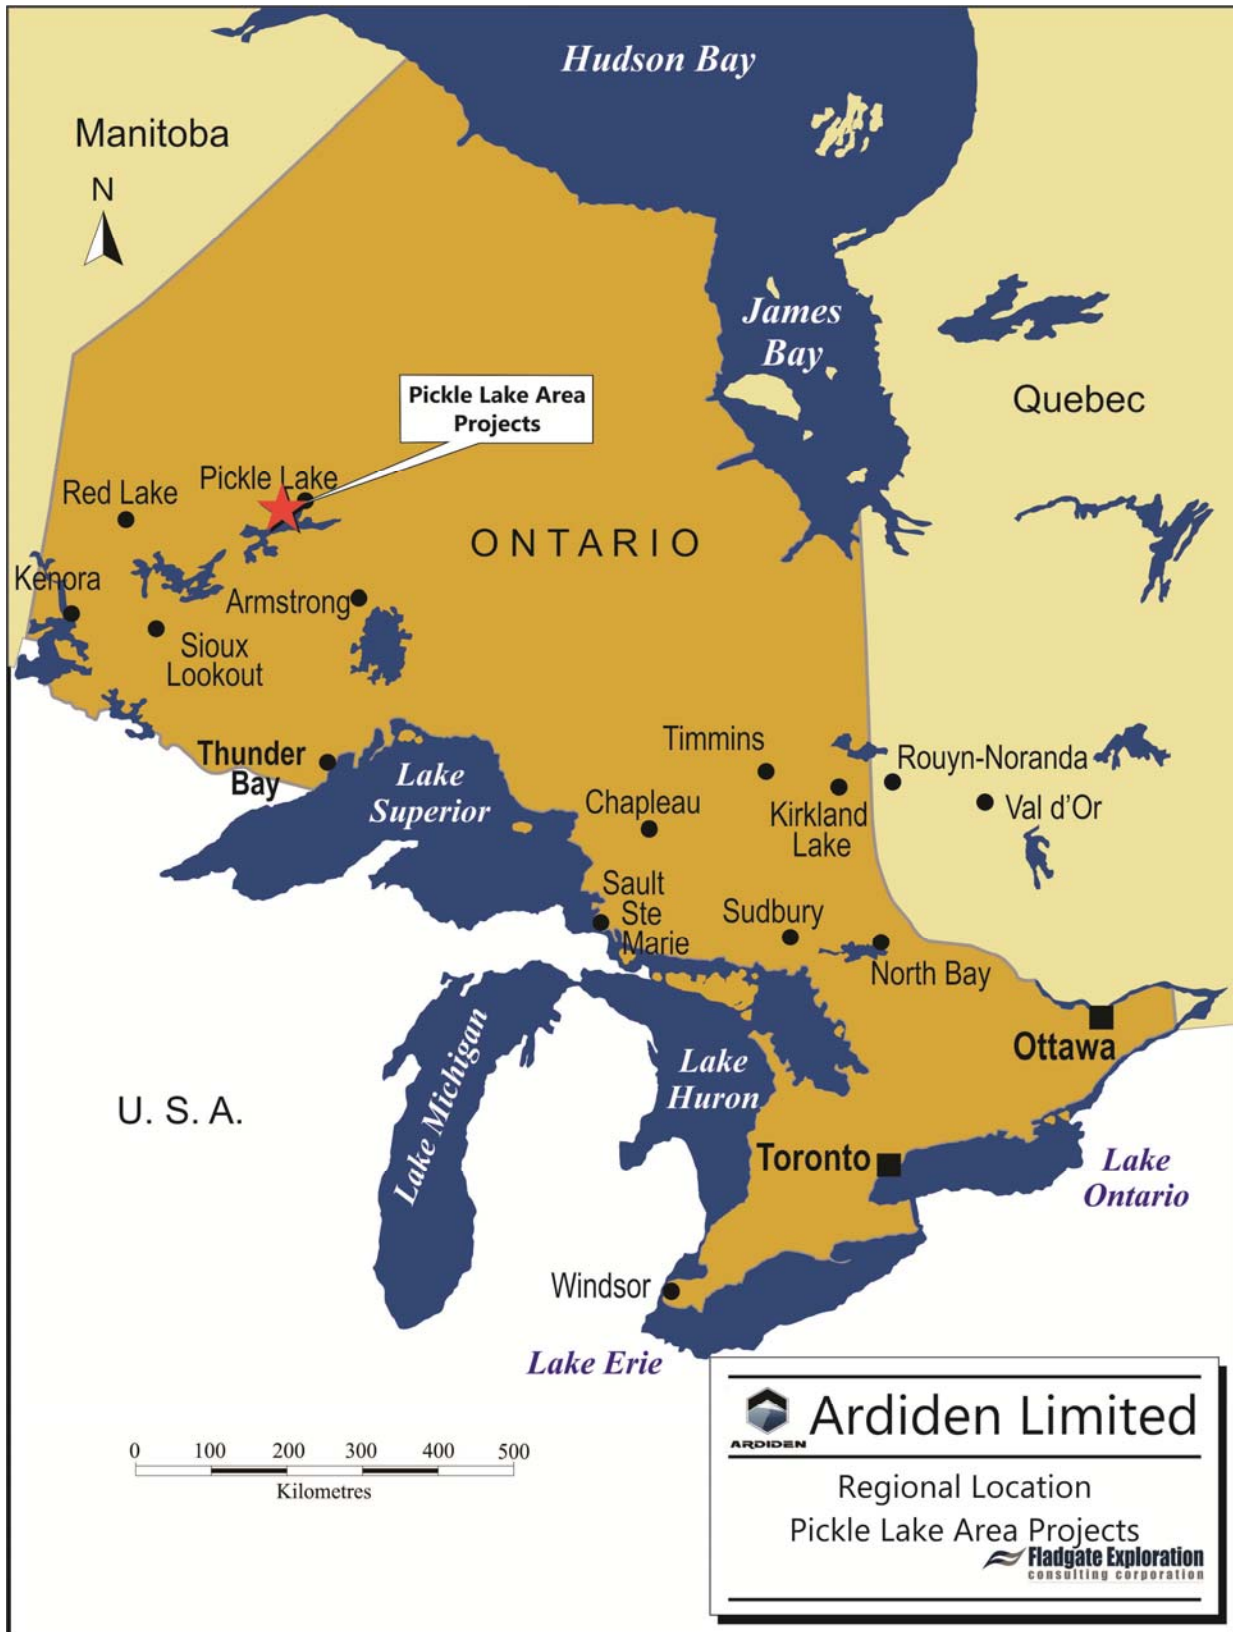 Hudson Bay
Manitoba
N
James
Bay
Quebec
Pickle Lake Area
Projects
Pickle Lake
Red Lake
ONTARIO
Kenora
Armstrong
Sioux
Lookout
Thunder
Bay
Lake
Superior
Timmins
Rouyn-Noranda
Chapleau
Kirkland
Lake
Val d'Or
Sault
Ste
Marie
Sudbury
North Bay
Ottawa
Lake Michigan
Lake
Huron
U. S. A.
Toronto
Lake
Ontario
Windsor
Lake Erie
ARDIDEN
Ardiden Limited
0 100 200 300 400 500
Kilometres
Regional Location
Pickle Lake Area Projects
Fladgate Exploration
consulting corporation